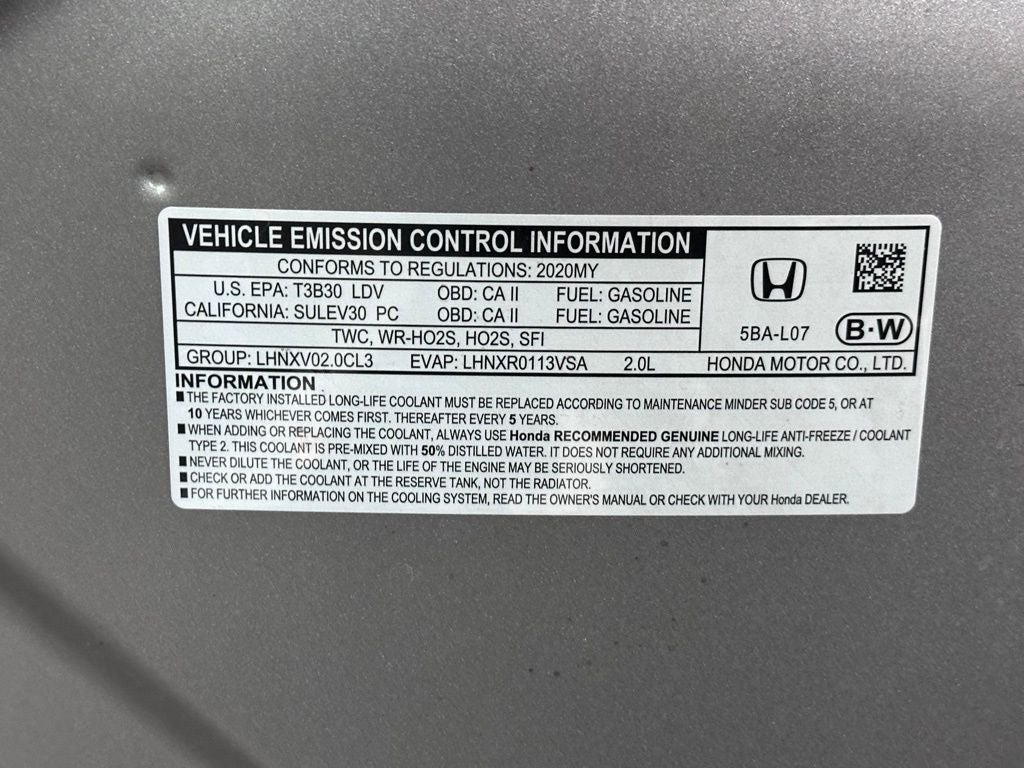 VEHICLE EMISSION CONTROL INFORMATION
CONFORMS TO REGULATIONS: 2020MY
U.S. EPA: T3B30 LDV OBD: CA II FUEL: GASOLINE
CALIFORNIA: SULEV30 PC OBD: CA II FUEL: GASOLINE
TWC, WR-HO2S, HO2S, SFI
5BA-L07 B·W
GROUP: LHNXV02.0CL3 EVAP: LHNXR0113VSA 2.0L HONDA MOTOR CO., LTD.
INFORMATION
■ THE FACTORY INSTALLED LONG-LIFE COOLANT MUST BE REPLACED ACCORDING TO MAINTENANCE MINDER SUB CODE 5, OR AT
10 YEARS WHICHEVER COMES FIRST. THEREAFTER EVERY 5 YEARS.
■ WHEN ADDING OR REPLACING THE COOLANT, ALWAYS USE Honda RECOMMENDED GENUINE LONG-LIFE ANTI-FREEZE / COOLANT
TYPE 2. THIS COOLANT IS PRE-MIXED WITH 50% DISTILLED WATER. IT DOES NOT REQUIRE ANY ADDITIONAL MIXING.
■ NEVER DILUTE THE COOLANT, OR THE LIFE OF THE ENGINE MAY BE SERIOUSLY SHORTENED.
■ CHECK OR ADD THE COOLANT AT THE RESERVE TANK, NOT THE RADIATOR.
■ FOR FURTHER INFORMATION ON THE COOLING SYSTEM, READ THE OWNER'S MANUAL OR CHECK WITH YOUR Honda DEALER.